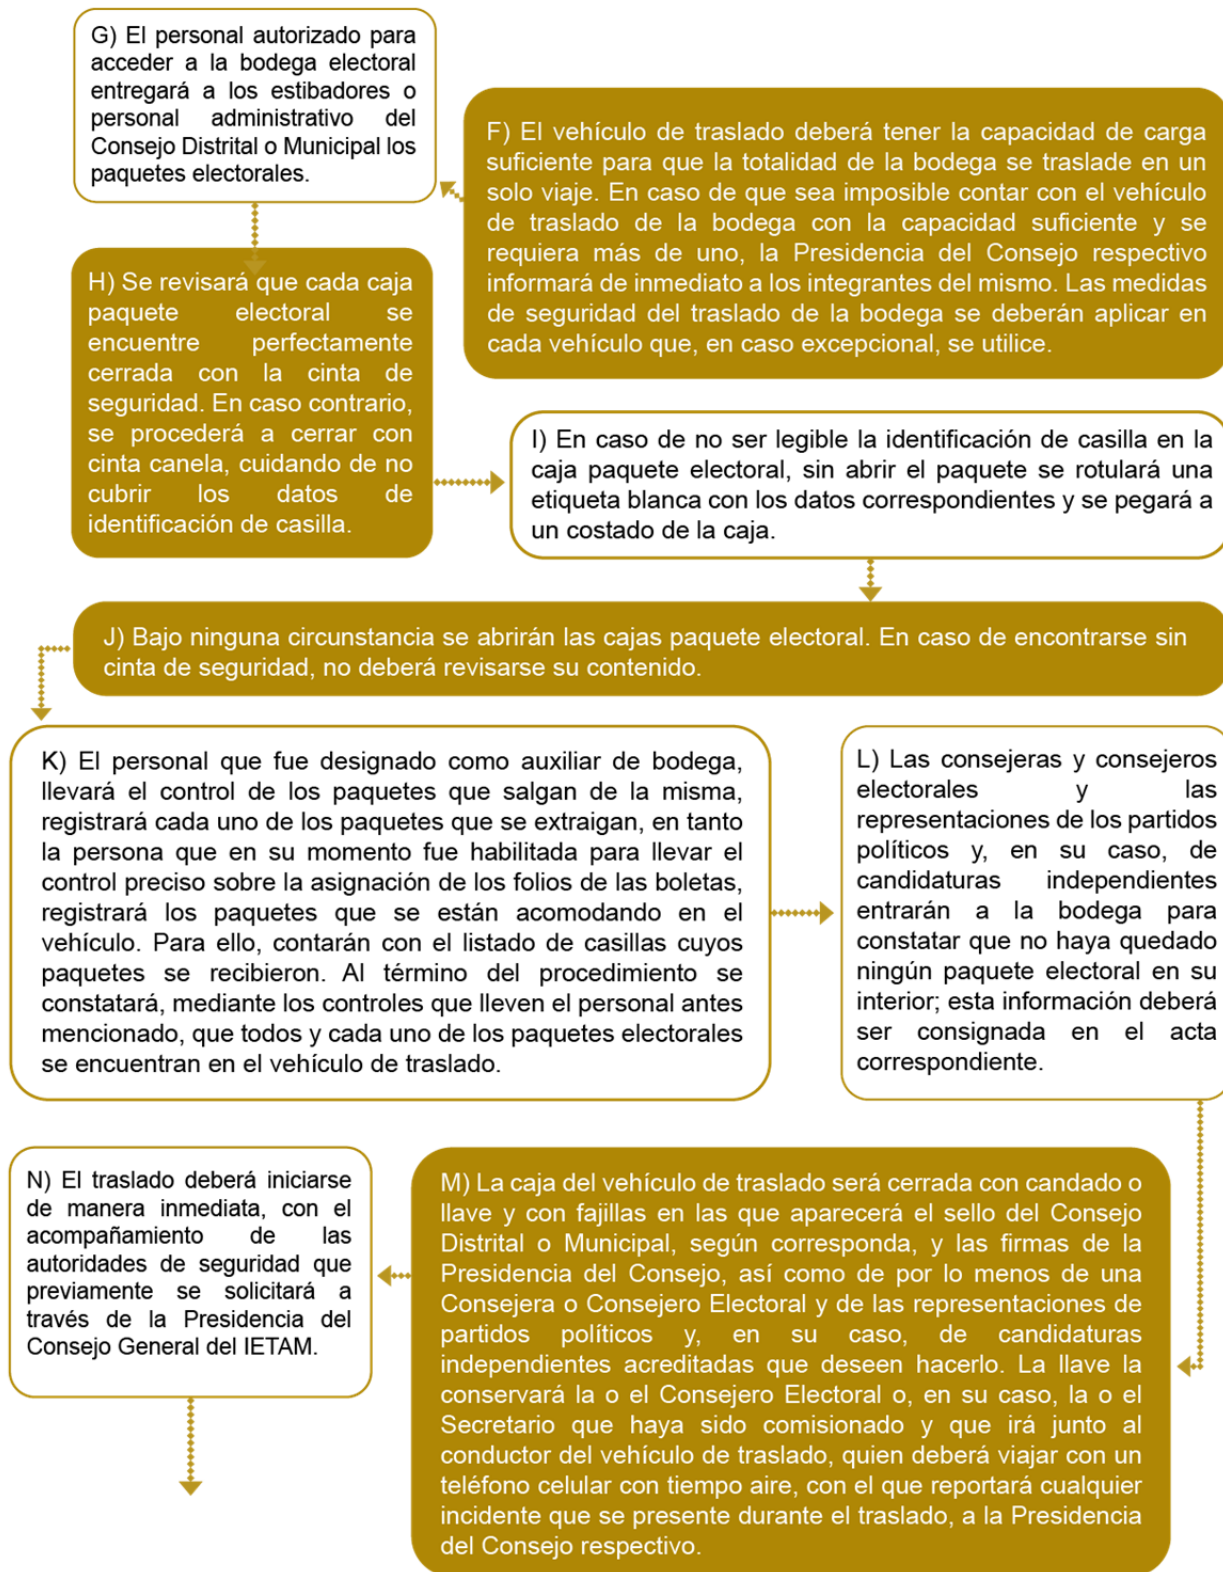 G) El personal autorizado para
acceder a la bodega electoral
entregará a los estibadores o
personal administrativo del
Consejo Distrital o Municipal los
paquetes electorales.
F) El vehículo de traslado deberá tener la capacidad de carga
suficiente para que la totalidad de la bodega se traslade en un
solo viaje. En caso de que sea imposible contar con el vehículo
de traslado de la bodega con la capacidad suficiente y se
requiera más de uno, la Presidencia del Consejo respectivo
informará de inmediato a los integrantes del mismo. Las medidas
de seguridad del traslado de la bodega se deberán aplicar en
cada vehículo que, en caso excepcional, se utilice.
H) Se revisará que cada caja
paquete electoral se
encuentre perfectamente
cerrada con la cinta de
seguridad. En caso contrario,
se procederá a cerrar con
cinta canela, cuidando de no
cubrir los datos de
identificación de casilla.
I) En caso de no ser legible la identificación de casilla en la
caja paquete electoral, sin abrir el paquete se rotulará una
etiqueta blanca con los datos correspondientes y se pegará a
un costado de la caja.
J) Bajo ninguna circunstancia se abrirán las cajas paquete electoral. En caso de encontrarse sin
cinta de seguridad, no deberá revisarse su contenido.
K) El personal que fue designado como auxiliar de bodega,
llevará el control de los paquetes que salgan de la misma,
registrará cada uno de los paquetes que se extraigan, en tanto
la persona que en su momento fue habilitada para llevar el
control preciso sobre la asignación de los folios de las boletas,
registrará los paquetes que se están acomodando en el
vehículo. Para ello, contarán con el listado de casillas cuyos
paquetes se recibieron. Al término del procedimiento se
constatará, mediante los controles que lleven el personal antes
mencionado, que todos y cada uno de los paquetes electorales
se encuentran en el vehículo de traslado.
L) Las consejeras y consejeros
electorales y las
representaciones de los partidos
políticos y, en su caso, de
candidaturas independientes
entrarán a la bodega para
constatar que no haya quedado
ningún paquete electoral en su
interior; esta información deberá
ser consignada en el acta
correspondiente.
N) El traslado deberá iniciarse
de manera inmediata, con el
acompañamiento de las
autoridades de seguridad que
previamente se solicitará a
través de la Presidencia del
Consejo General del IETAM.
M) La caja del vehículo de traslado será cerrada con candado o
llave y con fajillas en las que aparecerá el sello del Consejo
Distrital o Municipal, según corresponda, y las firmas de la
Presidencia del Consejo, así como de por lo menos de una
Consejera o Consejero Electoral y de las representaciones de
partidos políticos y, en su caso, de candidaturas
independientes acreditadas que deseen hacerlo. La llave la
conservará la o el Consejero Electoral o, en su caso, la o el
Secretario que haya sido comisionado y que irá junto al
conductor del vehículo de traslado, quien deberá viajar con un
teléfono celular con tiempo aire, con el que reportará cualquier
incidente que se presente durante el traslado, a la Presidencia
del Consejo respectivo.